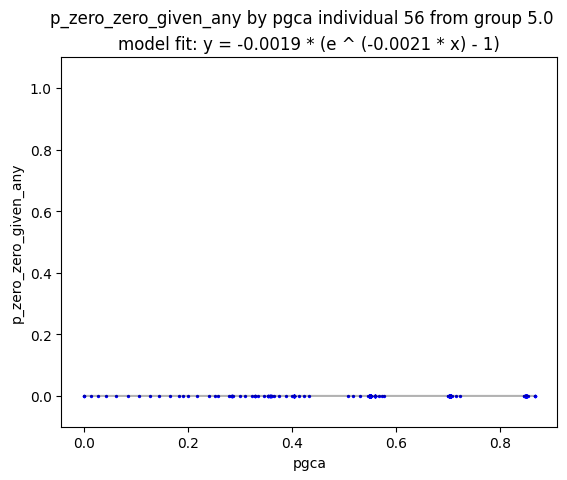 p_zero_zero_given_any by pgca individual 56 from group 5.0
model fit: y = -0.0019 * (e ^ (-0.0021 * x) - 1)
1.0
0.8
0.6
0.4
0.2
0.0
p_zero_zero_given_any
0.0 0.2 0.4 0.6 0.8
pgca